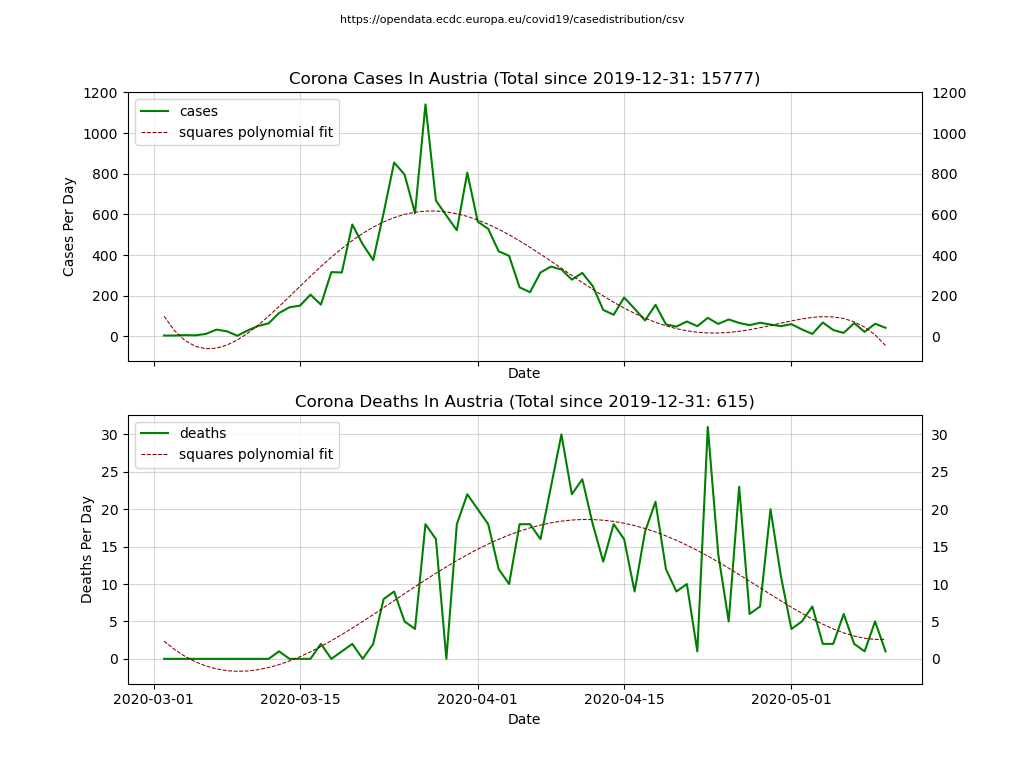 https://opendata.ecdc.europa.eu/covid19/casedistribution/csv
Corona Cases In Austria (Total since 2019-12-31: 15777)
cases
squares polynomial fit
Cases Per Day
1200 1200
1000 1000
800 800
600 600
400 400
200 200
0 0
Date
Corona Deaths In Austria (Total since 2019-12-31: 615)
deaths
squares polynomial fit
Deaths Per Day
30 30
25 25
20 20
15 15
10 10
5 5
0 0
2020-03-01 2020-03-15 2020-04-01 2020-04-15 2020-05-01
Date